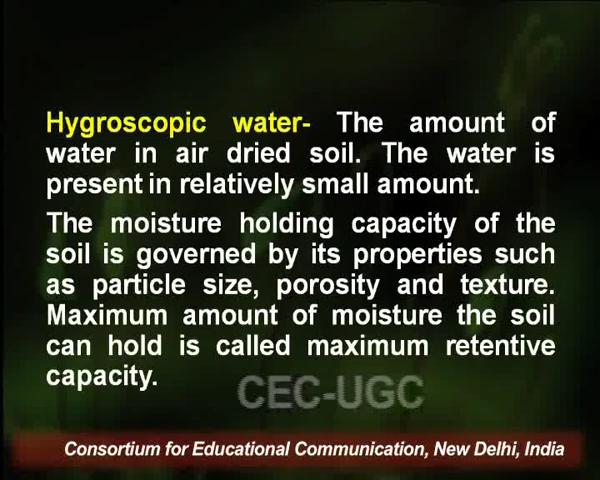 Hygroscopic water- The amount of
water in air dried soil. The water is
present in relatively small amount.
The moisture holding capacity of the
soil is governed by its properties such
as particle size, porosity and texture.
Maximum amount of moisture the soil
can hold is called maximum retentive
capacity.
CEC-UGC
Consortium for Educational Communication, New Delhi, India